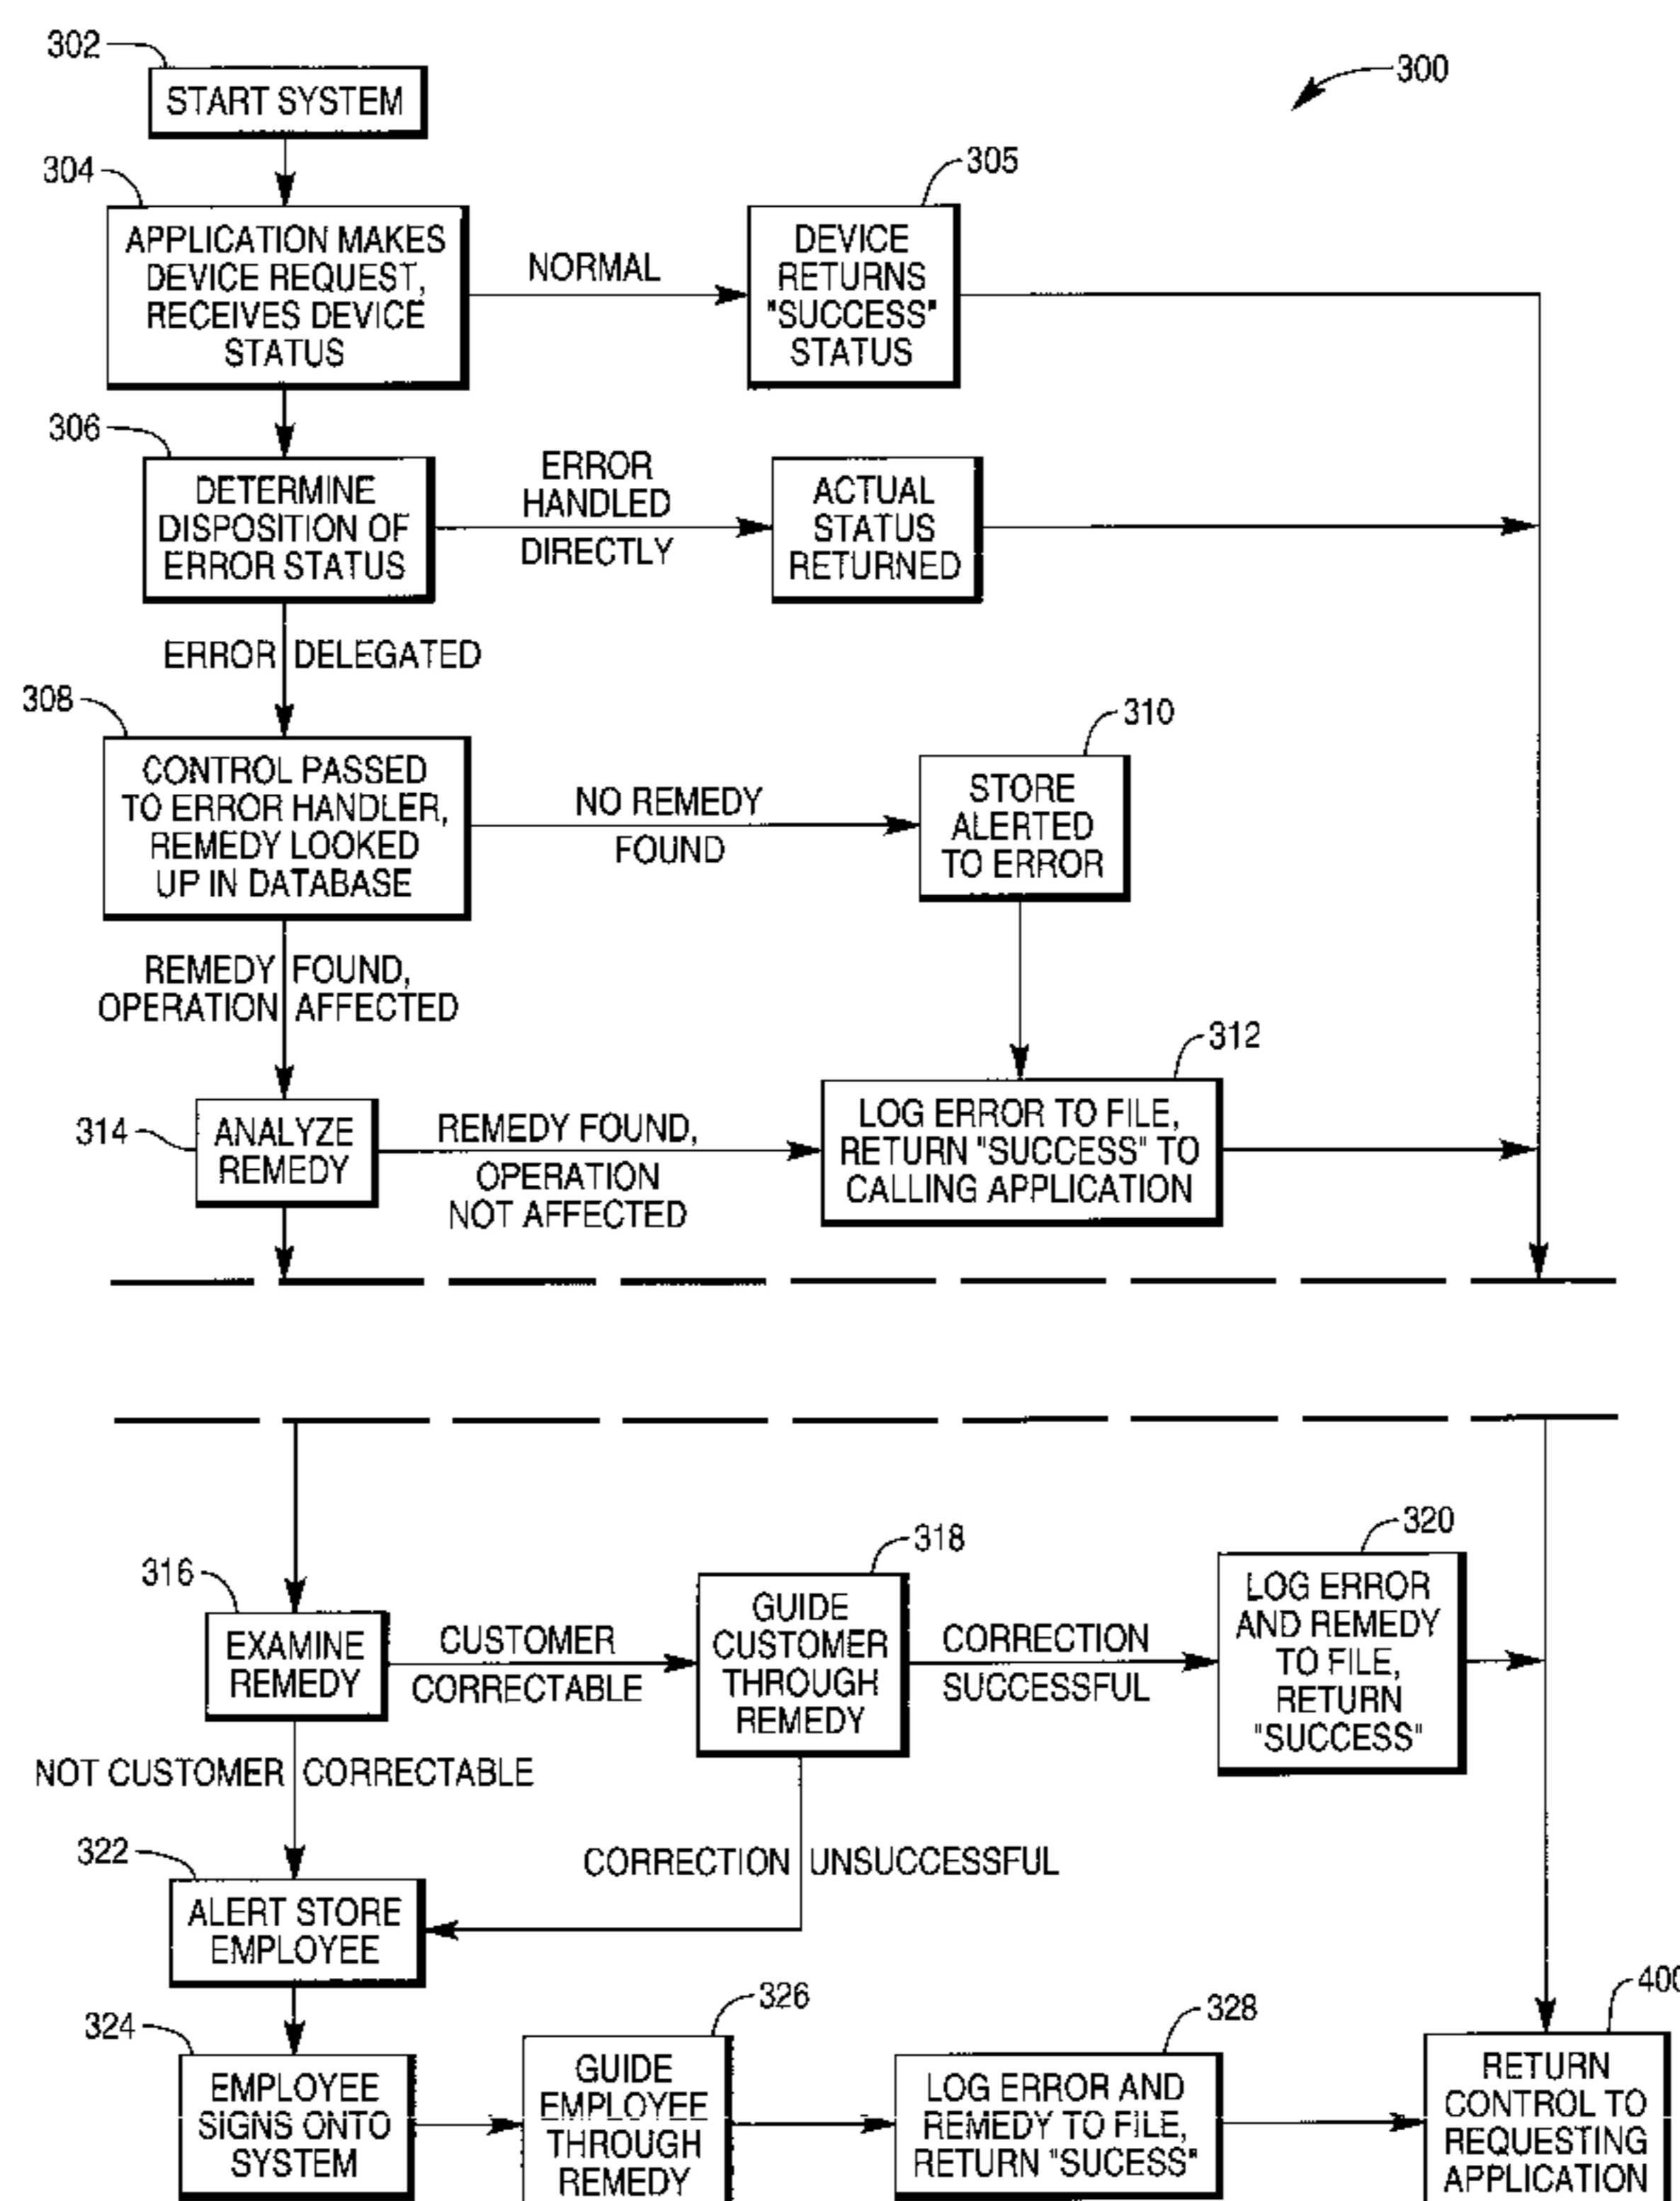 302
START SYSTEM
300
304
APPLICATION MAKES
DEVICE REQUEST,
RECEIVES DEVICE
STATUS
NORMAL
305
DEVICE
RETURNS
"SUCCESS"
STATUS
306
DETERMINE
DISPOSITION OF
ERROR STATUS
ERROR
HANDLED
DIRECTLY
ACTUAL
STATUS
RETURNED
ERROR DELEGATED
308
CONTROL PASSED
TO ERROR HANDLER,
REMEDY LOOKED
UP IN DATABASE
NO REMEDY
FOUND
310
STORE
ALERTED
TO ERROR
REMEDY FOUND,
OPERATION AFFECTED
314
ANALYZE
REMEDY
REMEDY FOUND,
OPERATION
NOT AFFECTED
312
LOG ERROR TO FILE,
RETURN "SUCCESS" TO
CALLING APPLICATION
316
EXAMINE
REMEDY
CUSTOMER
CORRECTABLE
318
GUIDE
CUSTOMER
THROUGH
REMEDY
CORRECTION
SUCCESSFUL
320
LOG ERROR
AND REMEDY
TO FILE,
RETURN
"SUCCESS"
NOT CUSTOMER CORRECTABLE
322
ALERT STORE
EMPLOYEE
CORRECTION UNSUCCESSFUL
324
EMPLOYEE
SIGNS ONTO
SYSTEM
326
GUIDE
EMPLOYEE
THROUGH
REMEDY
328
LOG ERROR AND
REMEDY TO FILE,
RETURN "SUCESS"
400
RETURN
CONTROL TO
REQUESTING
APPLICATION